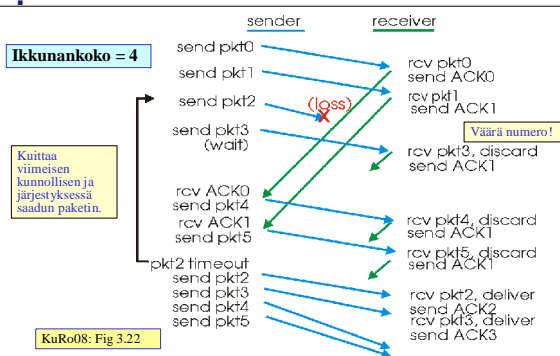 sender
receiver
Ikkunankoko = 4
send pkt0
send pkt1
send pkt2
send pkt3
(wait)
(loss)
X
rcv pkt0
send ACK0
rcv pkt1
send ACK1
Väärä numero!
rcv pkt3, discard
send ACK1
Kuittaa
viimeisen
kunnollisen ja
järjestyksessä
saadun paketin.
rcv ACK0
send pkt4
rcv ACK1
send pkt5
rcv pkt4, discard
send ACK1
rcv pkt5, discard
send ACK1
pkt2 timeout
send pkt2
send pkt3
send pkt4
send pkt5
rcv pkt2, deliver
send ACK2
rcv pkt3, deliver
send ACK3
KuRo08: Fig 3.22